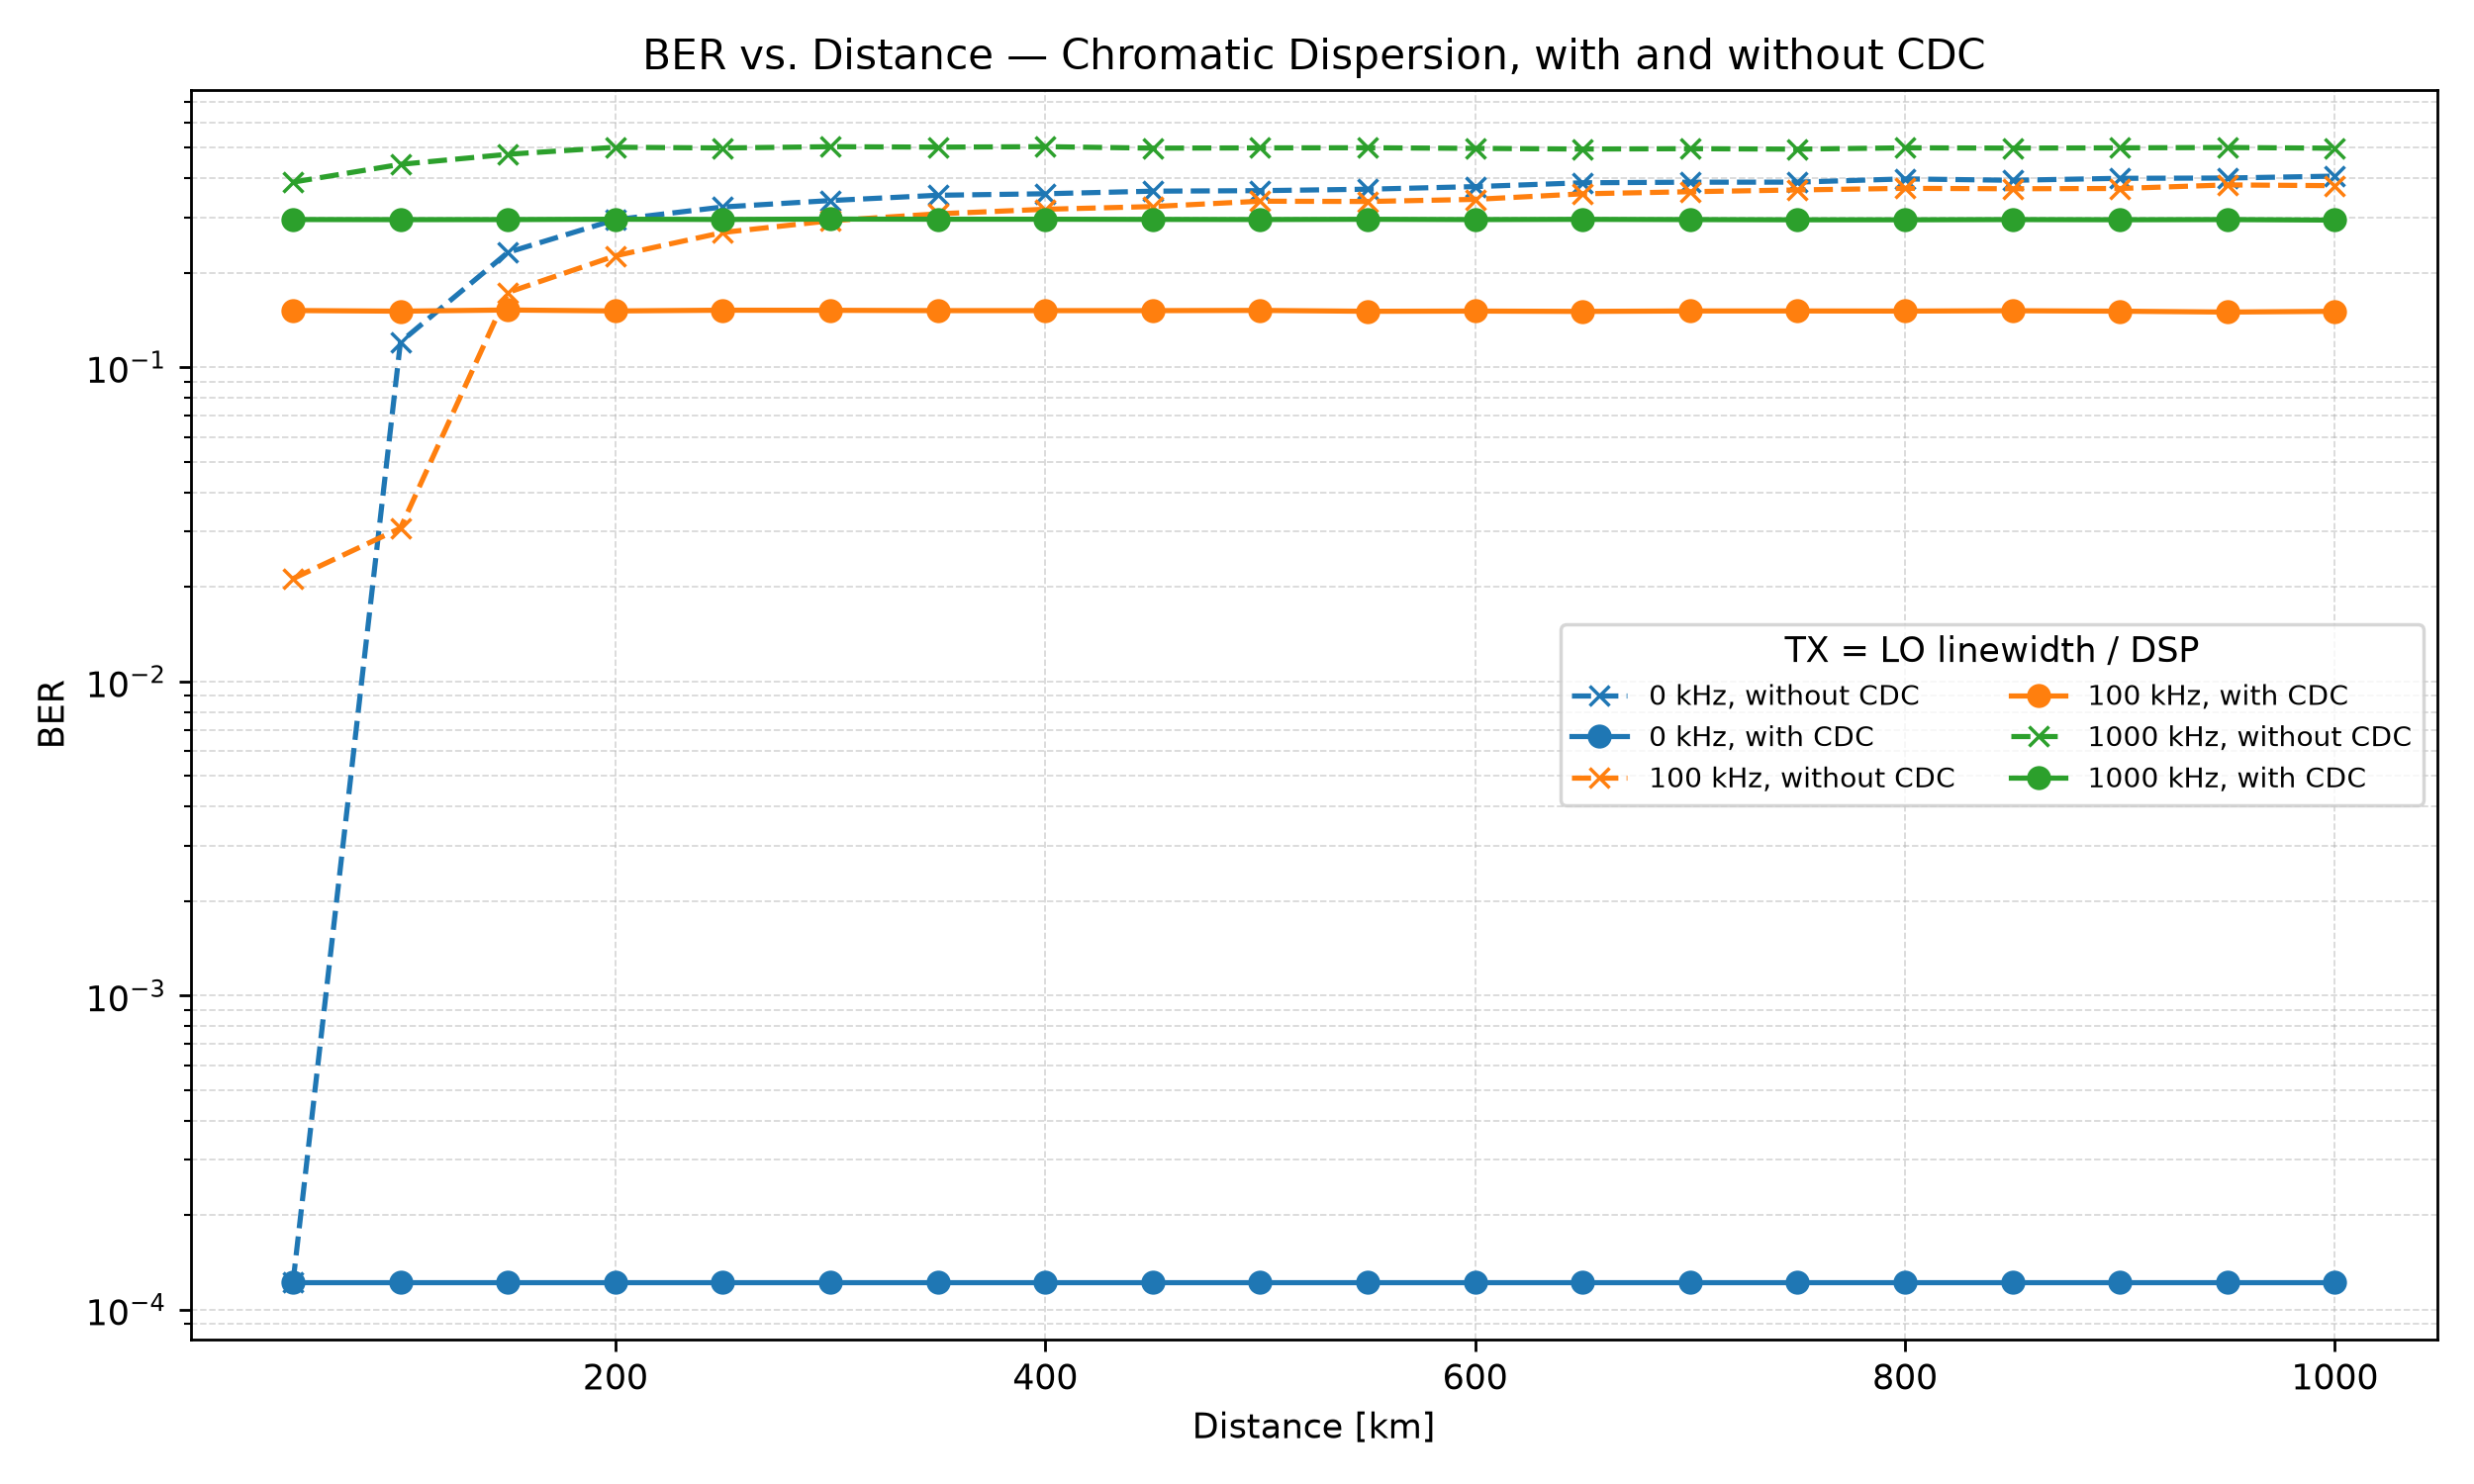 BER vs. Distance — Chromatic Dispersion, with and without CDC
BER
10⁻¹
10⁻²
10⁻³
10⁻⁴
TX = LO linewidth / DSP
0 kHz, without CDC
0 kHz, with CDC
100 kHz, without CDC
100 kHz, with CDC
1000 kHz, without CDC
1000 kHz, with CDC
200 400 600 800 1000
Distance [km]